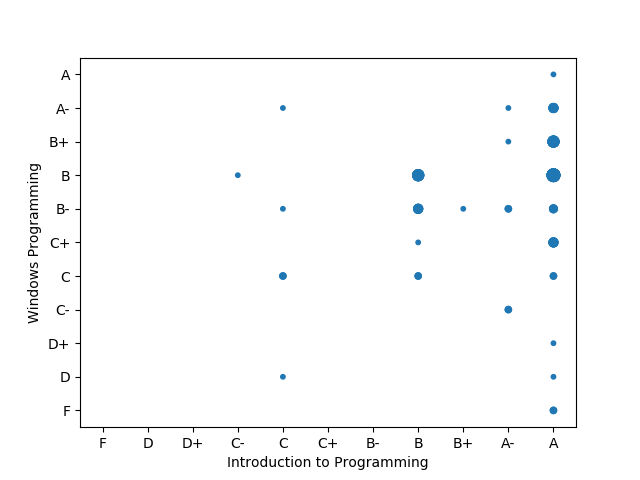 A
A-
B+
B
B-
C+
C
C-
D+
D
F
Windows Programming
F D D+ C- C C+ B- B B+ A- A
Introduction to Programming